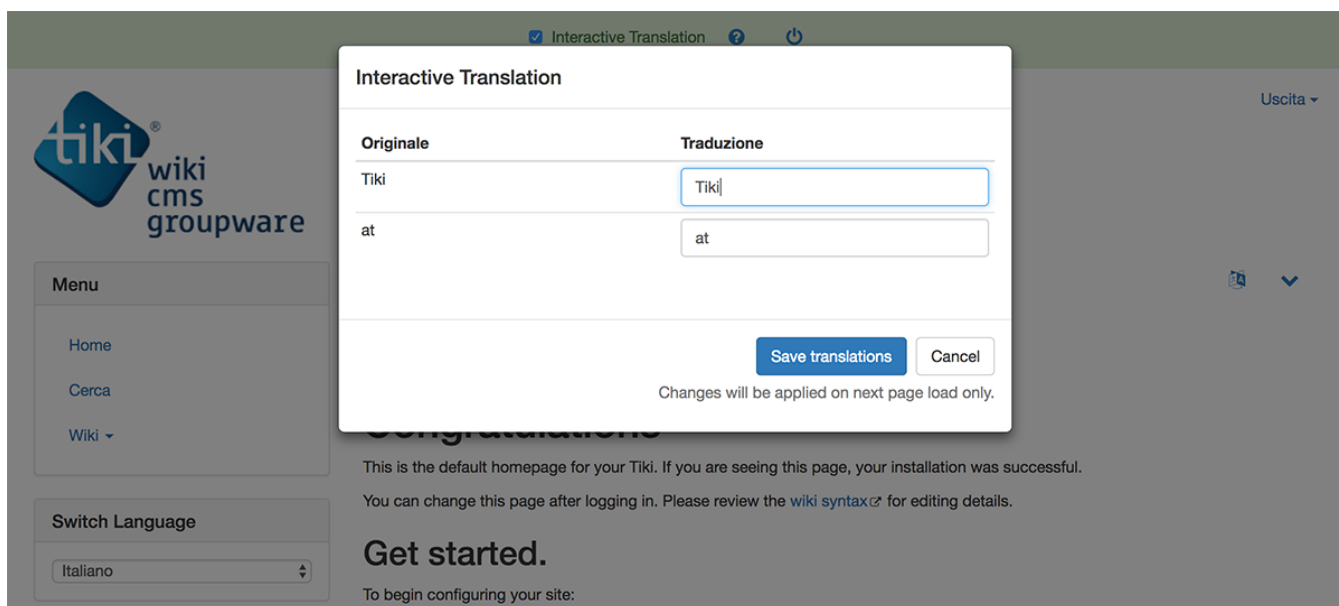 Interactive Translation
Interactive Translation
Uscita
tiki®
wiki
cms
groupware
Originale Traduzione
Tiki Tiki
at at
Save translations Cancel
Changes will be applied on next page load only.
Menu
Home
Cerca
Wiki
Congratulations
This is the default homepage for your Tiki. If you are seeing this page, your installation was successful.
You can change this page after logging in. Please review the wiki syntax for editing details.
Switch Language
Italiano
Get started.
To begin configuring your site: